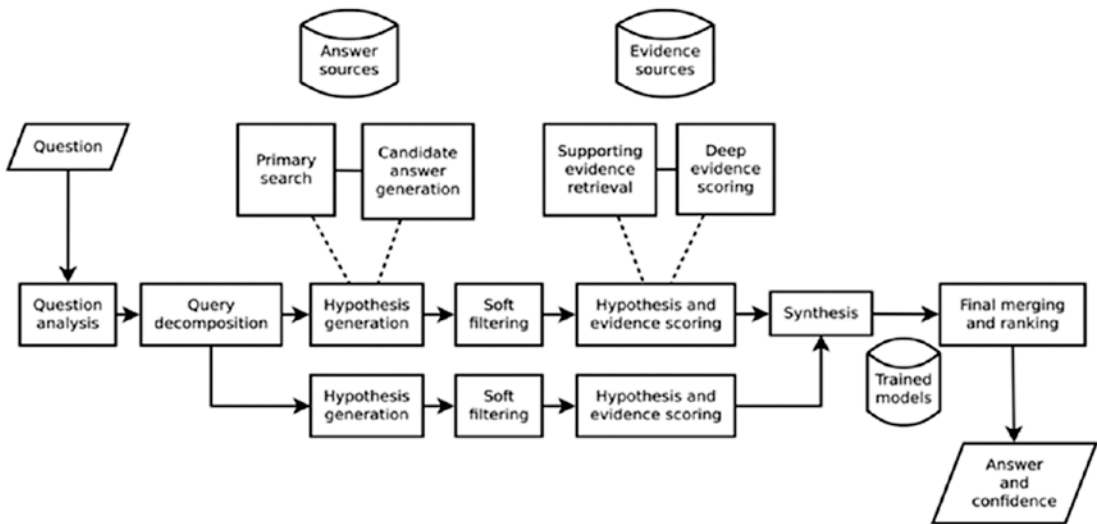 Answer
sources
Evidence
sources
Question
Primary
search
Candidate
answer
generation
Supporting
evidence
retrieval
Deep
evidence
scoring
Question
analysis
Query
decomposition
Hypothesis
generation
Soft
filtering
Hypothesis and
evidence scoring
Synthesis
Final merging
and ranking
Hypothesis
generation
Soft
filtering
Hypothesis and
evidence scoring
Trained
models
Answer
and
confidence